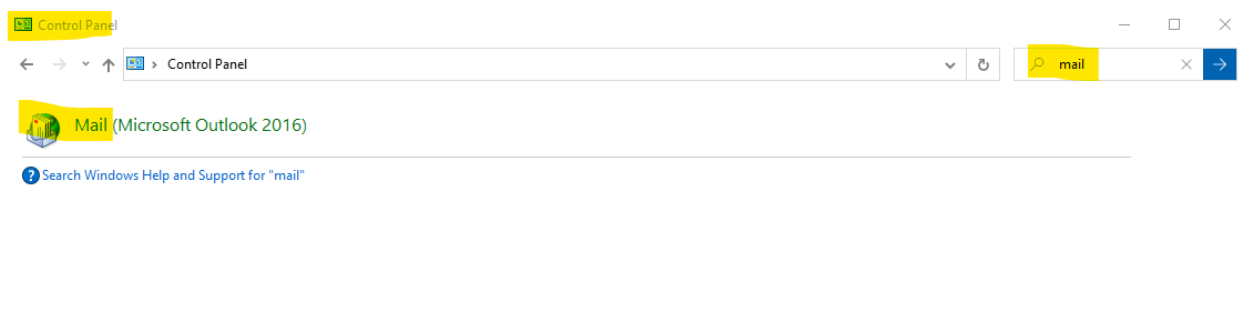 Control Panel
Control Panel
mail
Mail (Microsoft Outlook 2016)
Search Windows Help and Support for "mail"